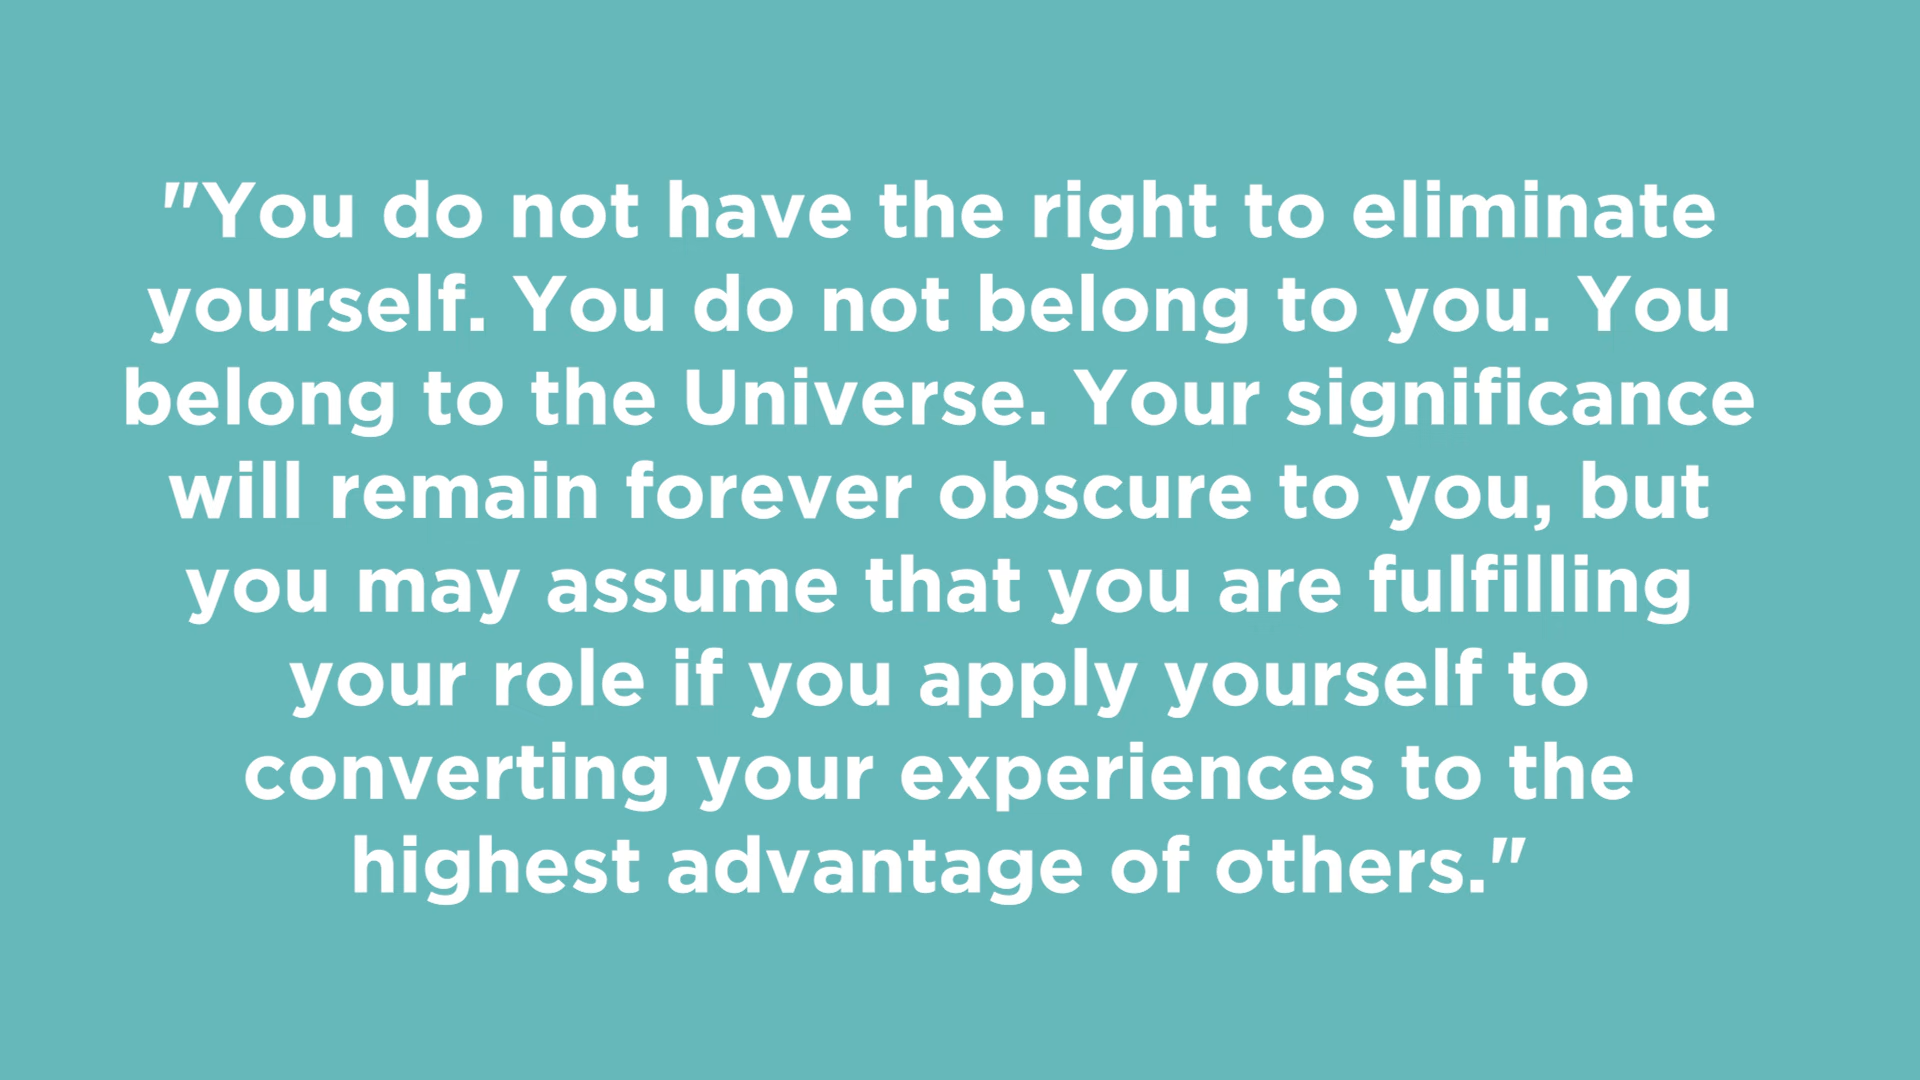 "You do not have the right to eliminate
yourself. You do not belong to you. You
belong to the Universe. Your significance
will remain forever obscure to you, but
you may assume that you are fulfilling
your role if you apply yourself to
converting your experiences to the
highest advantage of others."